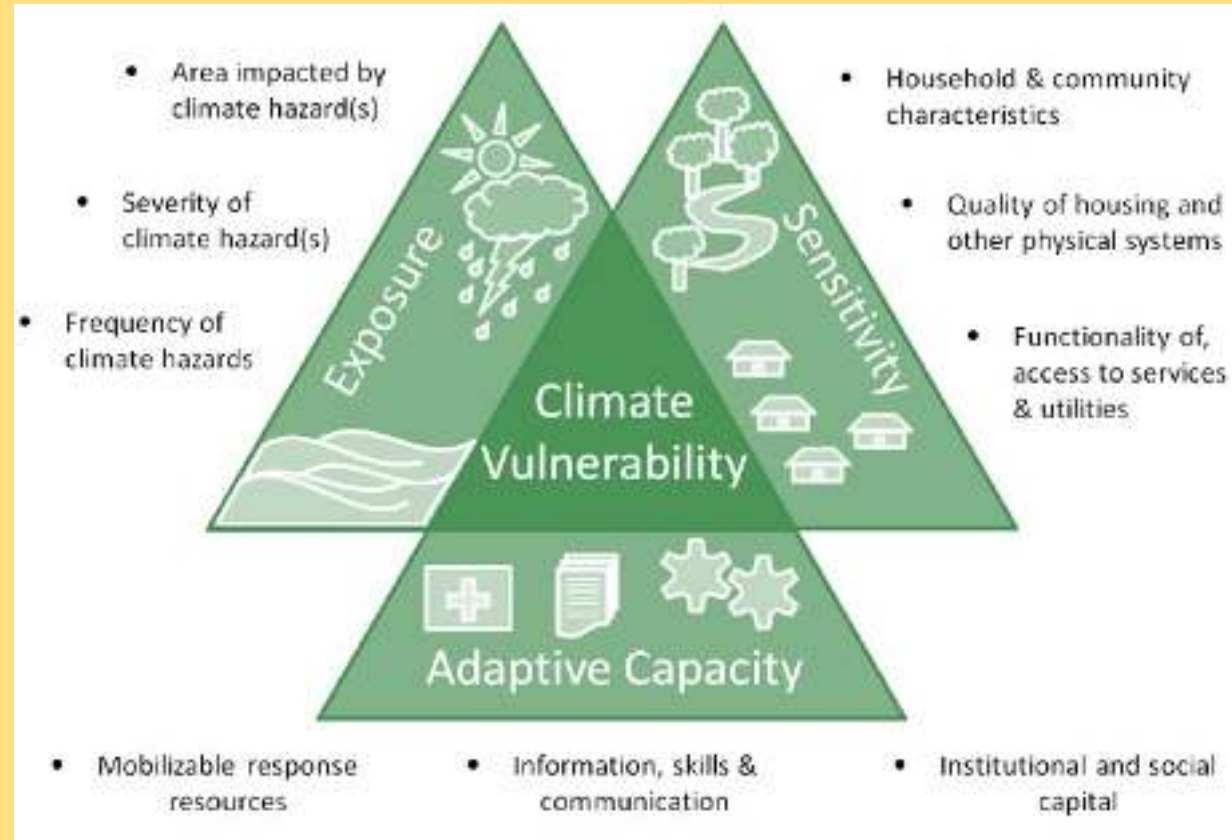 • Area impacted by
climate hazard(s)
• Severity of
climate hazard(s)
• Frequency of
climate hazards
Exposure
• Household & community
characteristics
• Quality of housing and
other physical systems
• Functionality of,
access to services
& utilities
Sensitivity
Climate
Vulnerability
Adaptive Capacity
• Mobilizable response
resources
• Information, skills &
communication
• Institutional and social
capital